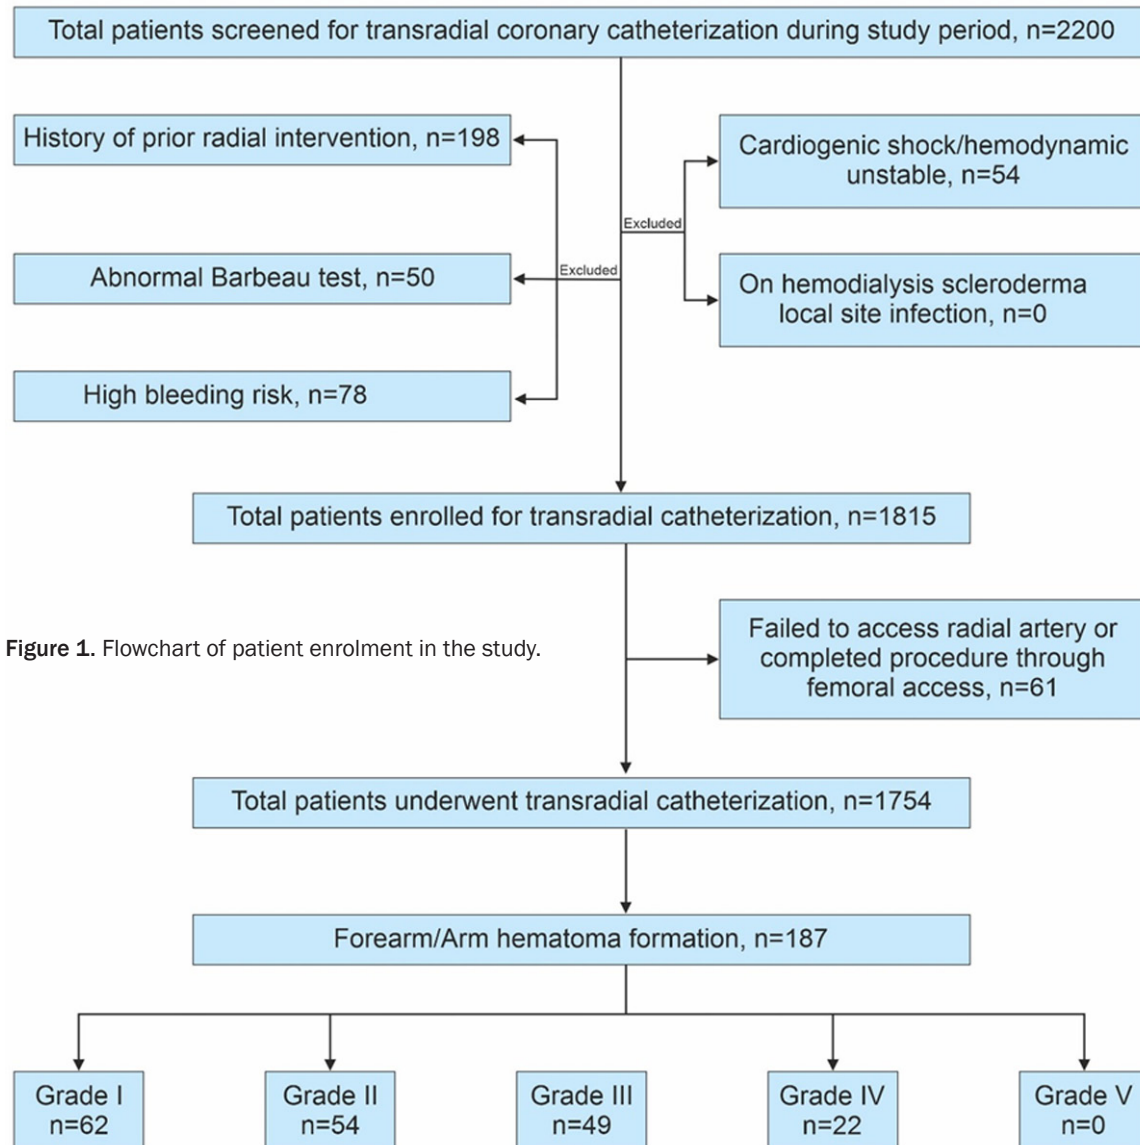 Total patients screened for transradial coronary catheterization during study period, n=2200
History of prior radial intervention, n=198
Cardiogenic shock/hemodynamic
unstable, n=54
Excluded
Abnormal Barbeau test, n=50
Excluded
On hemodialysis scleroderma
local site infection, n=0
High bleeding risk, n=78
Total patients enrolled for transradial catheterization, n=1815
Figure 1. Flowchart of patient enrolment in the study.
Failed to access radial artery or
completed procedure through
femoral access, n=61
Total patients underwent transradial catheterization, n=1754
Forearm/Arm hematoma formation, n=187
Grade I
n=62
Grade II
n=54
Grade III
n=49
Grade IV
n=22
Grade V
n=0